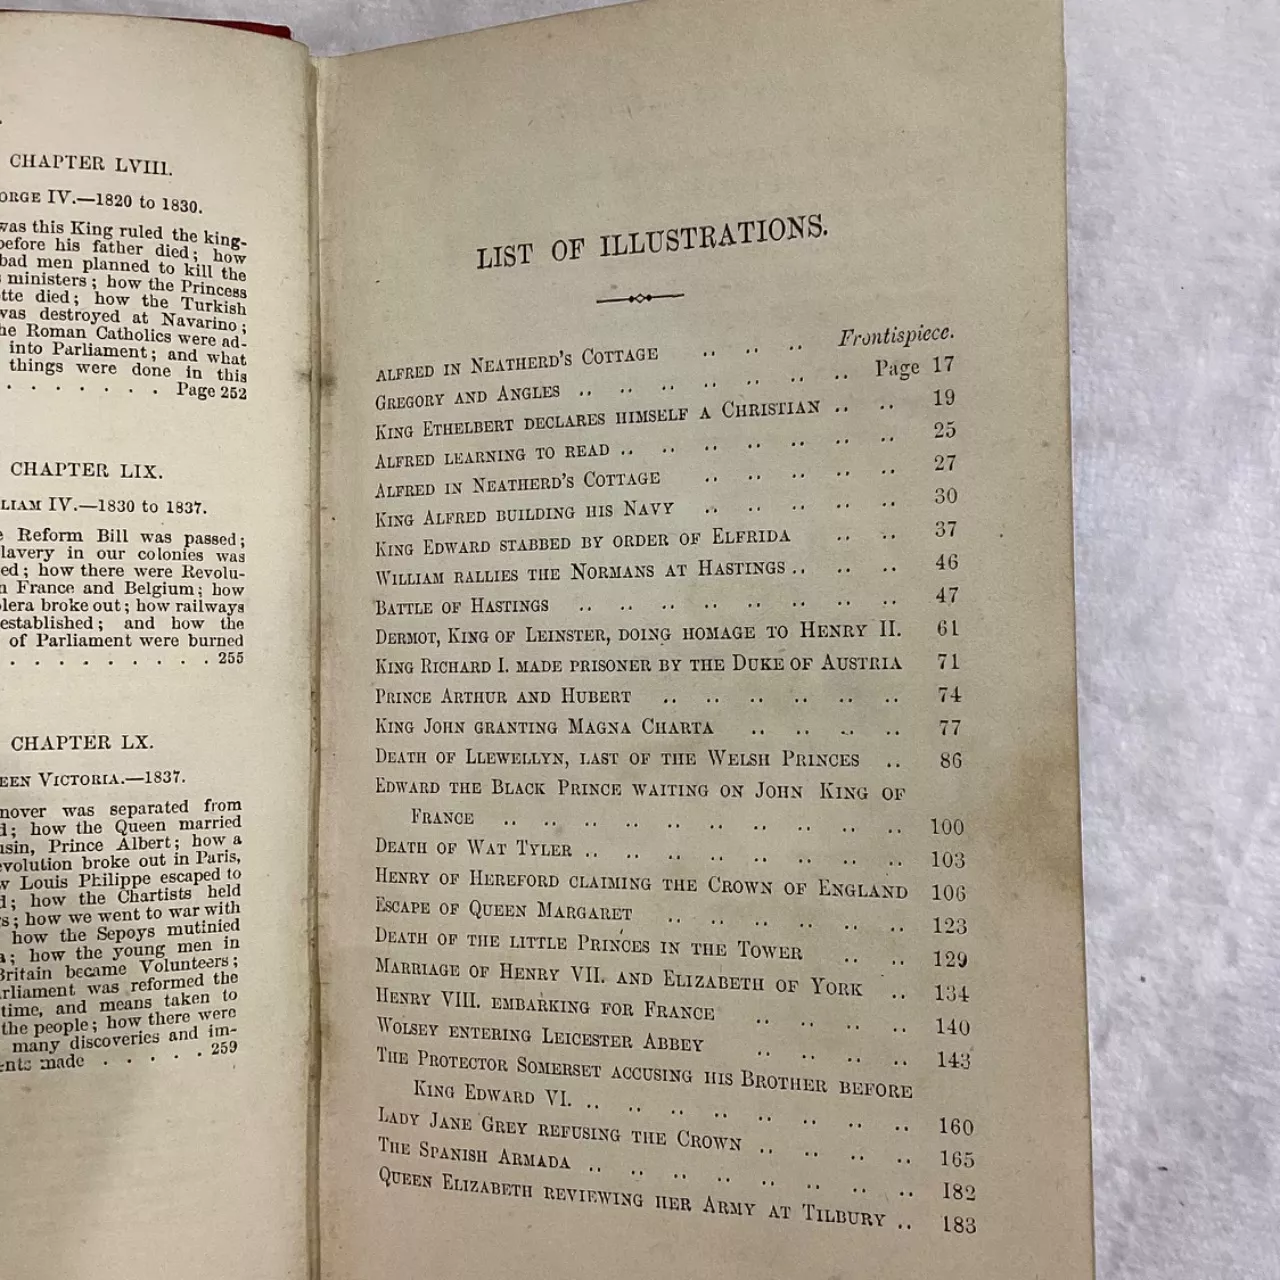 CHAPTER LVIII.
ORGE IV.—1820 to 1830.
was this King ruled the king-
before his father died; how
bad men planned to kill the
ministers; how the Princess
tte died; how the Turkish
was destroyed at Navarino;
he Roman Catholics were ad-
into Parliament; and what
things were done in this
. . . . . . . Page 252
CHAPTER LIX.
LIAM IV.—1830 to 1837.
e Reform Bill was passed;
lavery in our colonies was
ed; how there were Revolu-
n France and Belgium; how
lera broke out; how railways
established; and how the
of Parliament were burned
. . . . . . . . . . 255
CHAPTER LX.
EEN VICTORIA.—1837.
nover was separated from
d; how the Queen married
usin, Prince Albert; how a
evolution broke out in Paris,
w Louis Philippe escaped to
d; how the Chartists held
s; how we went to war with
how the Sepoys mutinied
a; how the young men in
Britain became Volunteers;
rliament was reformed the
time, and means taken to
the people; how there were
many discoveries and im-
ents made . . . . . 259
LIST OF ILLUSTRATIONS.
ALFRED IN NEATHERD'S COTTAGE .. .. .. Frontispiece.
GREGORY AND ANGLES .. .. .. .. .. .. .. Page 17
KING ETHELBERT DECLARES HIMSELF A CHRISTIAN .. .. 19
ALFRED LEARNING TO READ .. .. .. .. .. .. .. 25
ALFRED IN NEATHERD'S COTTAGE .. .. .. .. .. 27
KING ALFRED BUILDING HIS NAVY .. .. .. .. .. 30
KING EDWARD STABBED BY ORDER OF ELFRIDA .. .. 37
WILLIAM RALLIES THE NORMANS AT HASTINGS .. .. .. 46
BATTLE OF HASTINGS .. .. .. .. .. .. .. .. 47
DERMOT, KING OF LEINSTER, DOING HOMAGE TO HENRY II. 61
KING RICHARD I. MADE PRISONER BY THE DUKE OF AUSTRIA 71
PRINCE ARTHUR AND HUBERT .. .. .. .. .. .. 74
KING JOHN GRANTING MAGNA CHARTA .. .. .. .. 77
DEATH OF LLEWELLYN, LAST OF THE WELSH PRINCES .. 86
EDWARD THE BLACK PRINCE WAITING ON JOHN KING OF
FRANCE .. .. .. .. .. .. .. .. .. .. 100
DEATH OF WAT TYLER .. .. .. .. .. .. .. .. 103
HENRY OF HEREFORD CLAIMING THE CROWN OF ENGLAND 106
ESCAPE OF QUEEN MARGARET .. .. .. .. .. .. 123
DEATH OF THE LITTLE PRINCES IN THE TOWER .. .. 129
MARRIAGE OF HENRY VII. AND ELIZABETH OF YORK .. 134
HENRY VIII. EMBARKING FOR FRANCE .. .. .. .. 140
WOLSEY ENTERING LEICESTER ABBEY .. .. .. .. 143
THE PROTECTOR SOMERSET ACCUSING HIS BROTHER BEFORE
KING EDWARD VI. .. .. .. .. .. .. .. .. 160
LADY JANE GREY REFUSING THE CROWN .. .. .. .. 165
THE SPANISH ARMADA .. .. .. .. .. .. .. .. 182
QUEEN ELIZABETH REVIEWING HER ARMY AT TILBURY .. 183